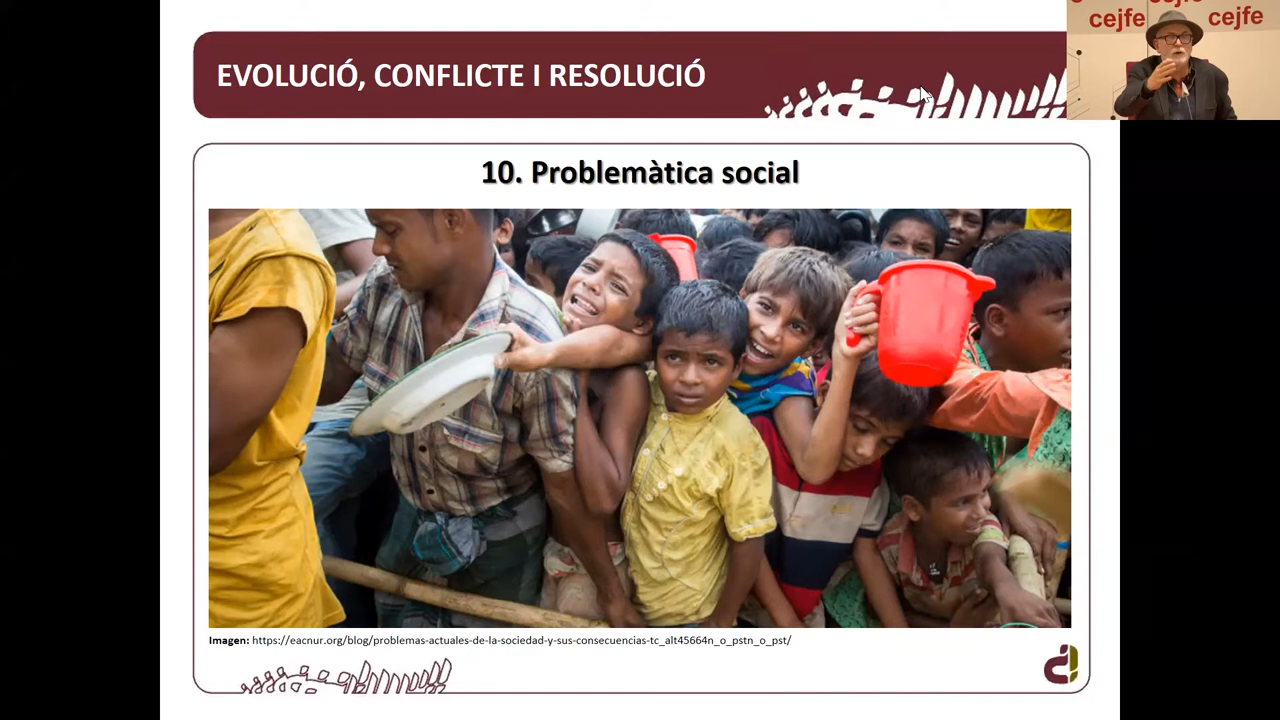 EVOLUCIÓ, CONFLICTE I RESOLUCIÓ
cejfe
cejfe
10. Problemàtica social
Imagen: https://eacnur.org/blog/problemas-actuales-de-la-sociedad-y-sus-consecuencias-tc_alt45664n_o_pstn_o_pst/